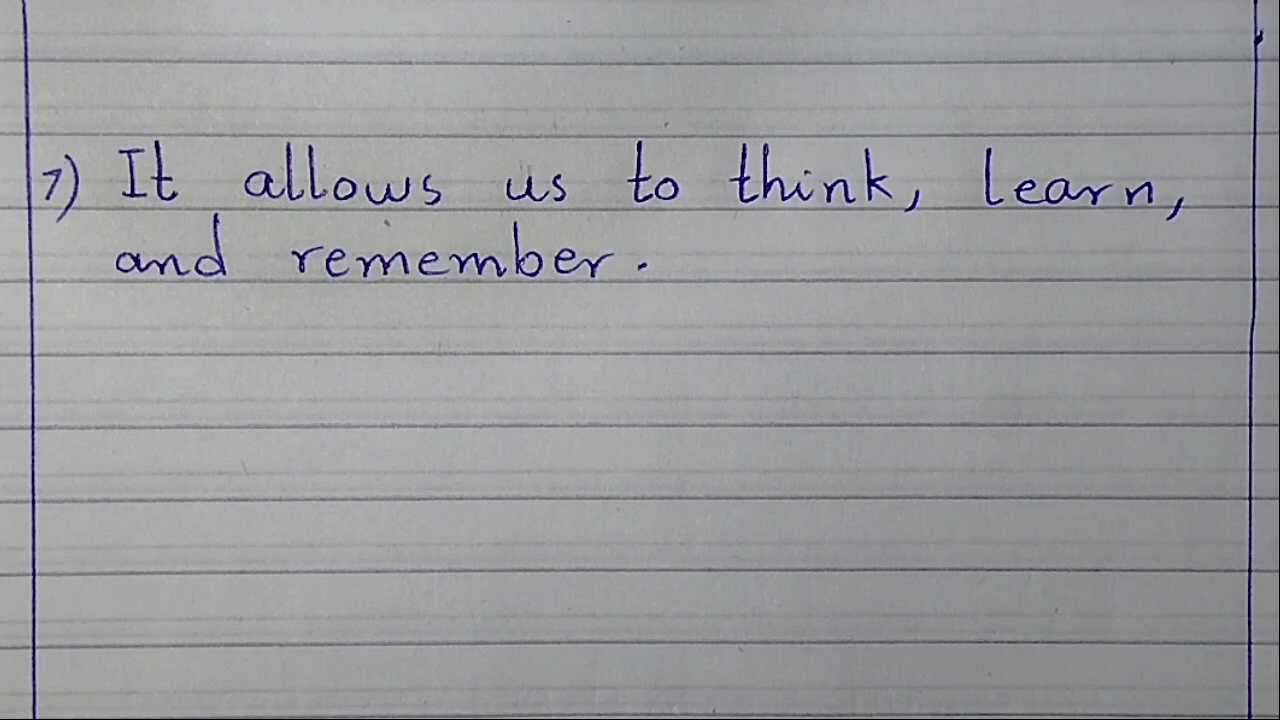 7) It allows us to think, learn,
and remember.